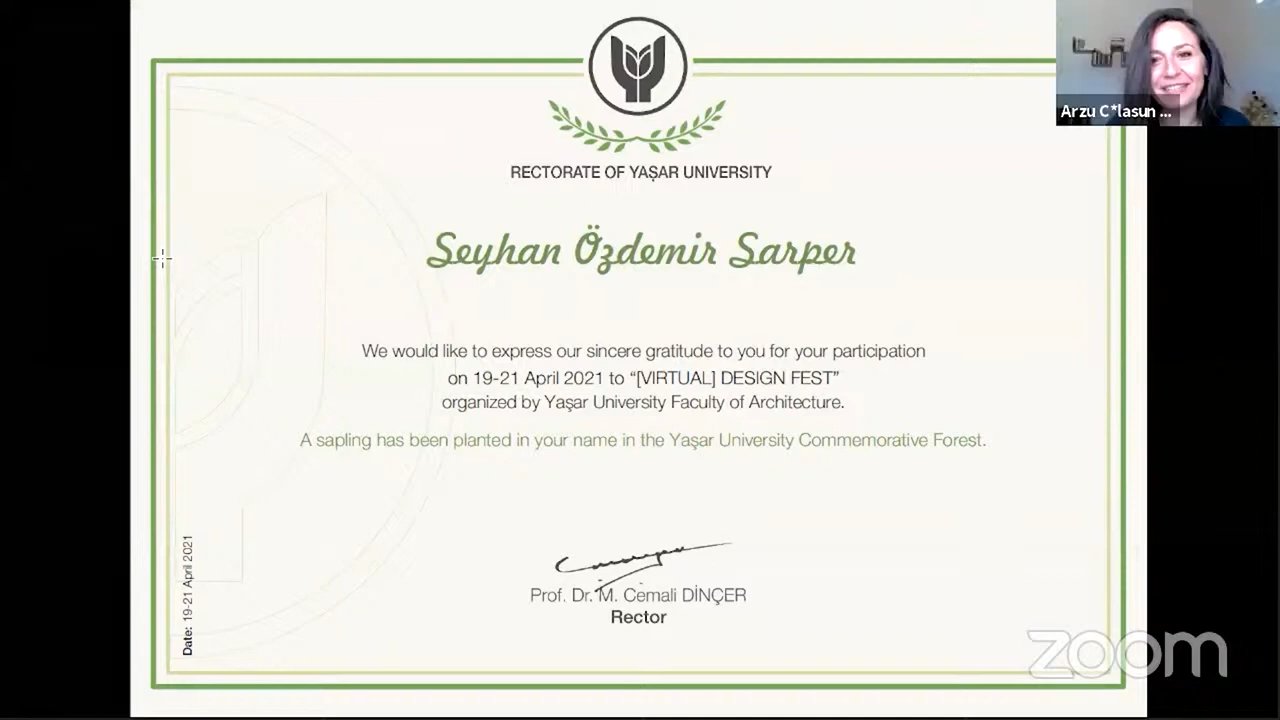 Arzu C*lasun ...
RECTORATE OF YAŞAR UNIVERSITY
Seyhan Özdemir Sarper
We would like to express our sincere gratitude to you for your participation
on 19-21 April 2021 to “[VIRTUAL] DESIGN FEST”
organized by Yaşar University Faculty of Architecture.
A sapling has been planted in your name in the Yaşar University Commemorative Forest.
Date: 19-21 April 2021
Prof. Dr. M. Cemali DİNÇER
Rector
zoom